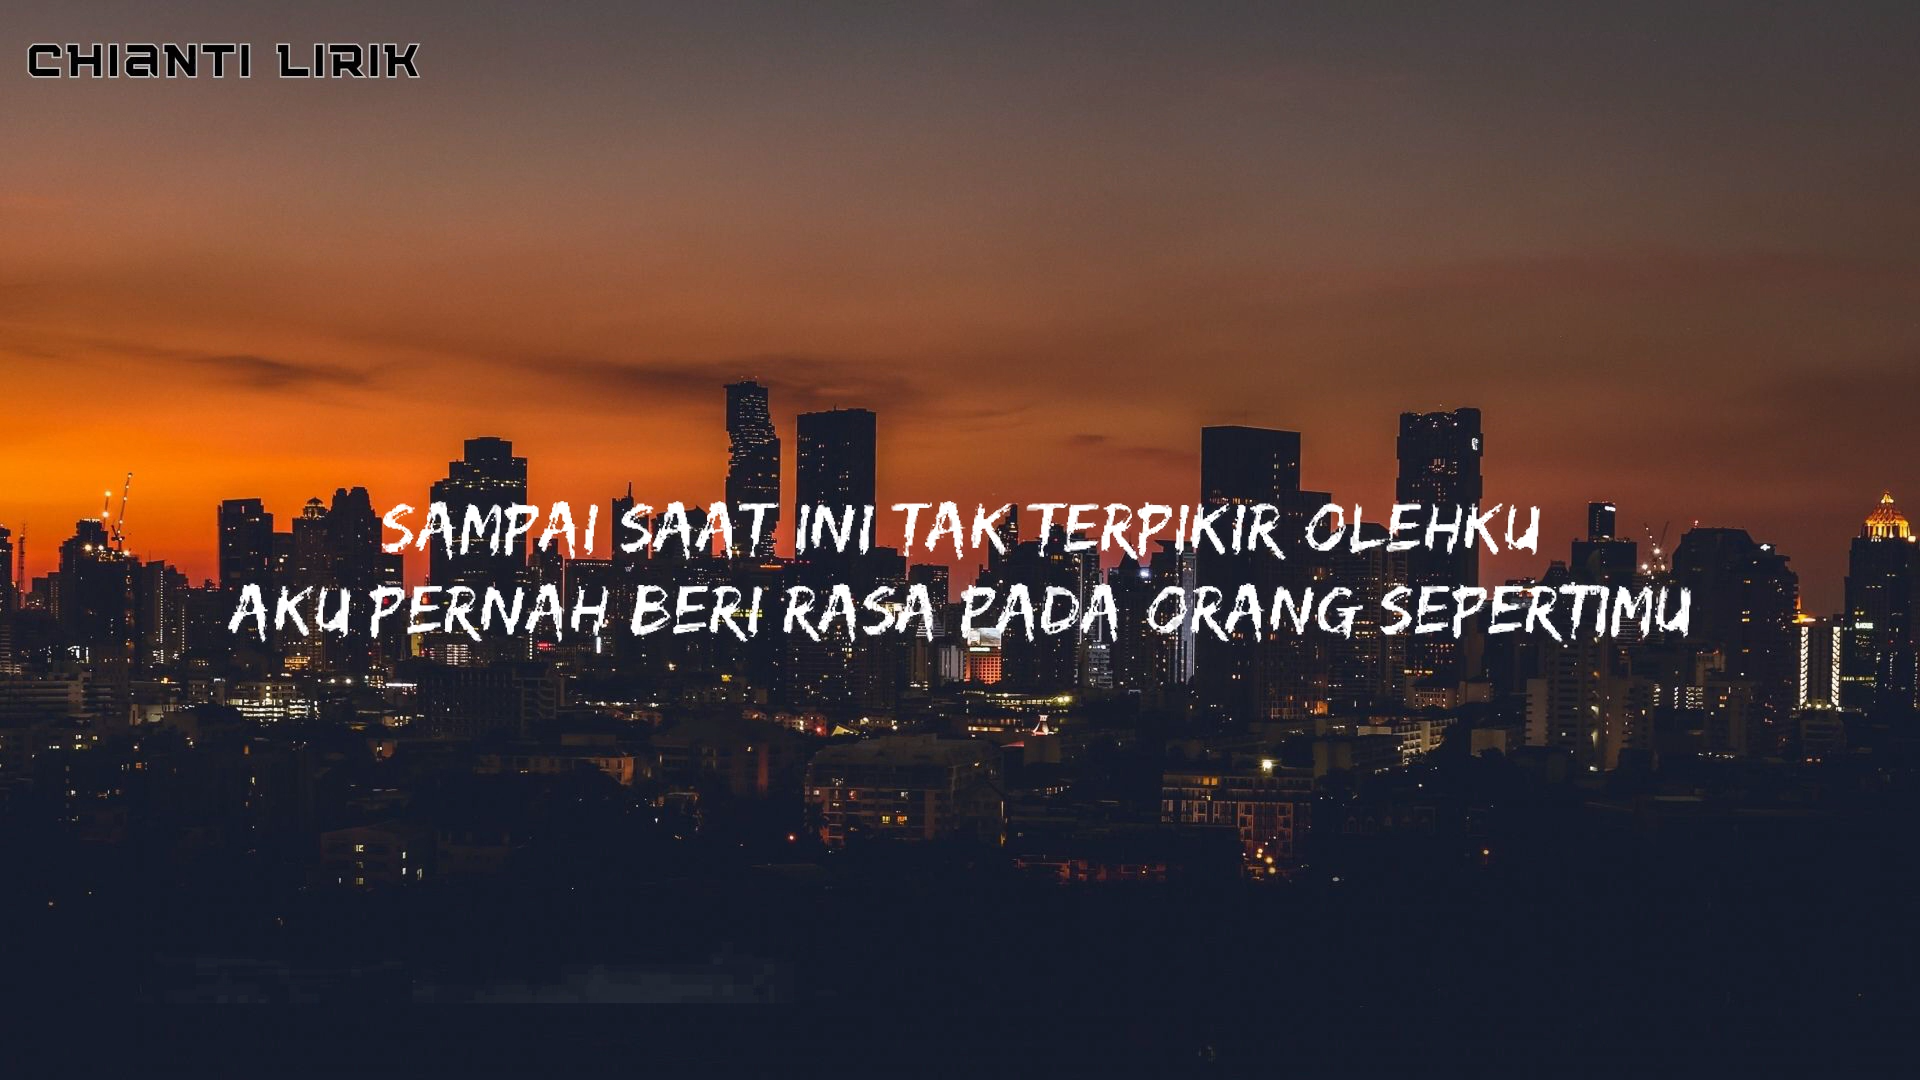 CHIANTI LIRIK
SAMPAI SAAT INI TAK TERPIKIR OLEHKU
AKU PERNAH BERI RASA PADA ORANG SEPERTIMU